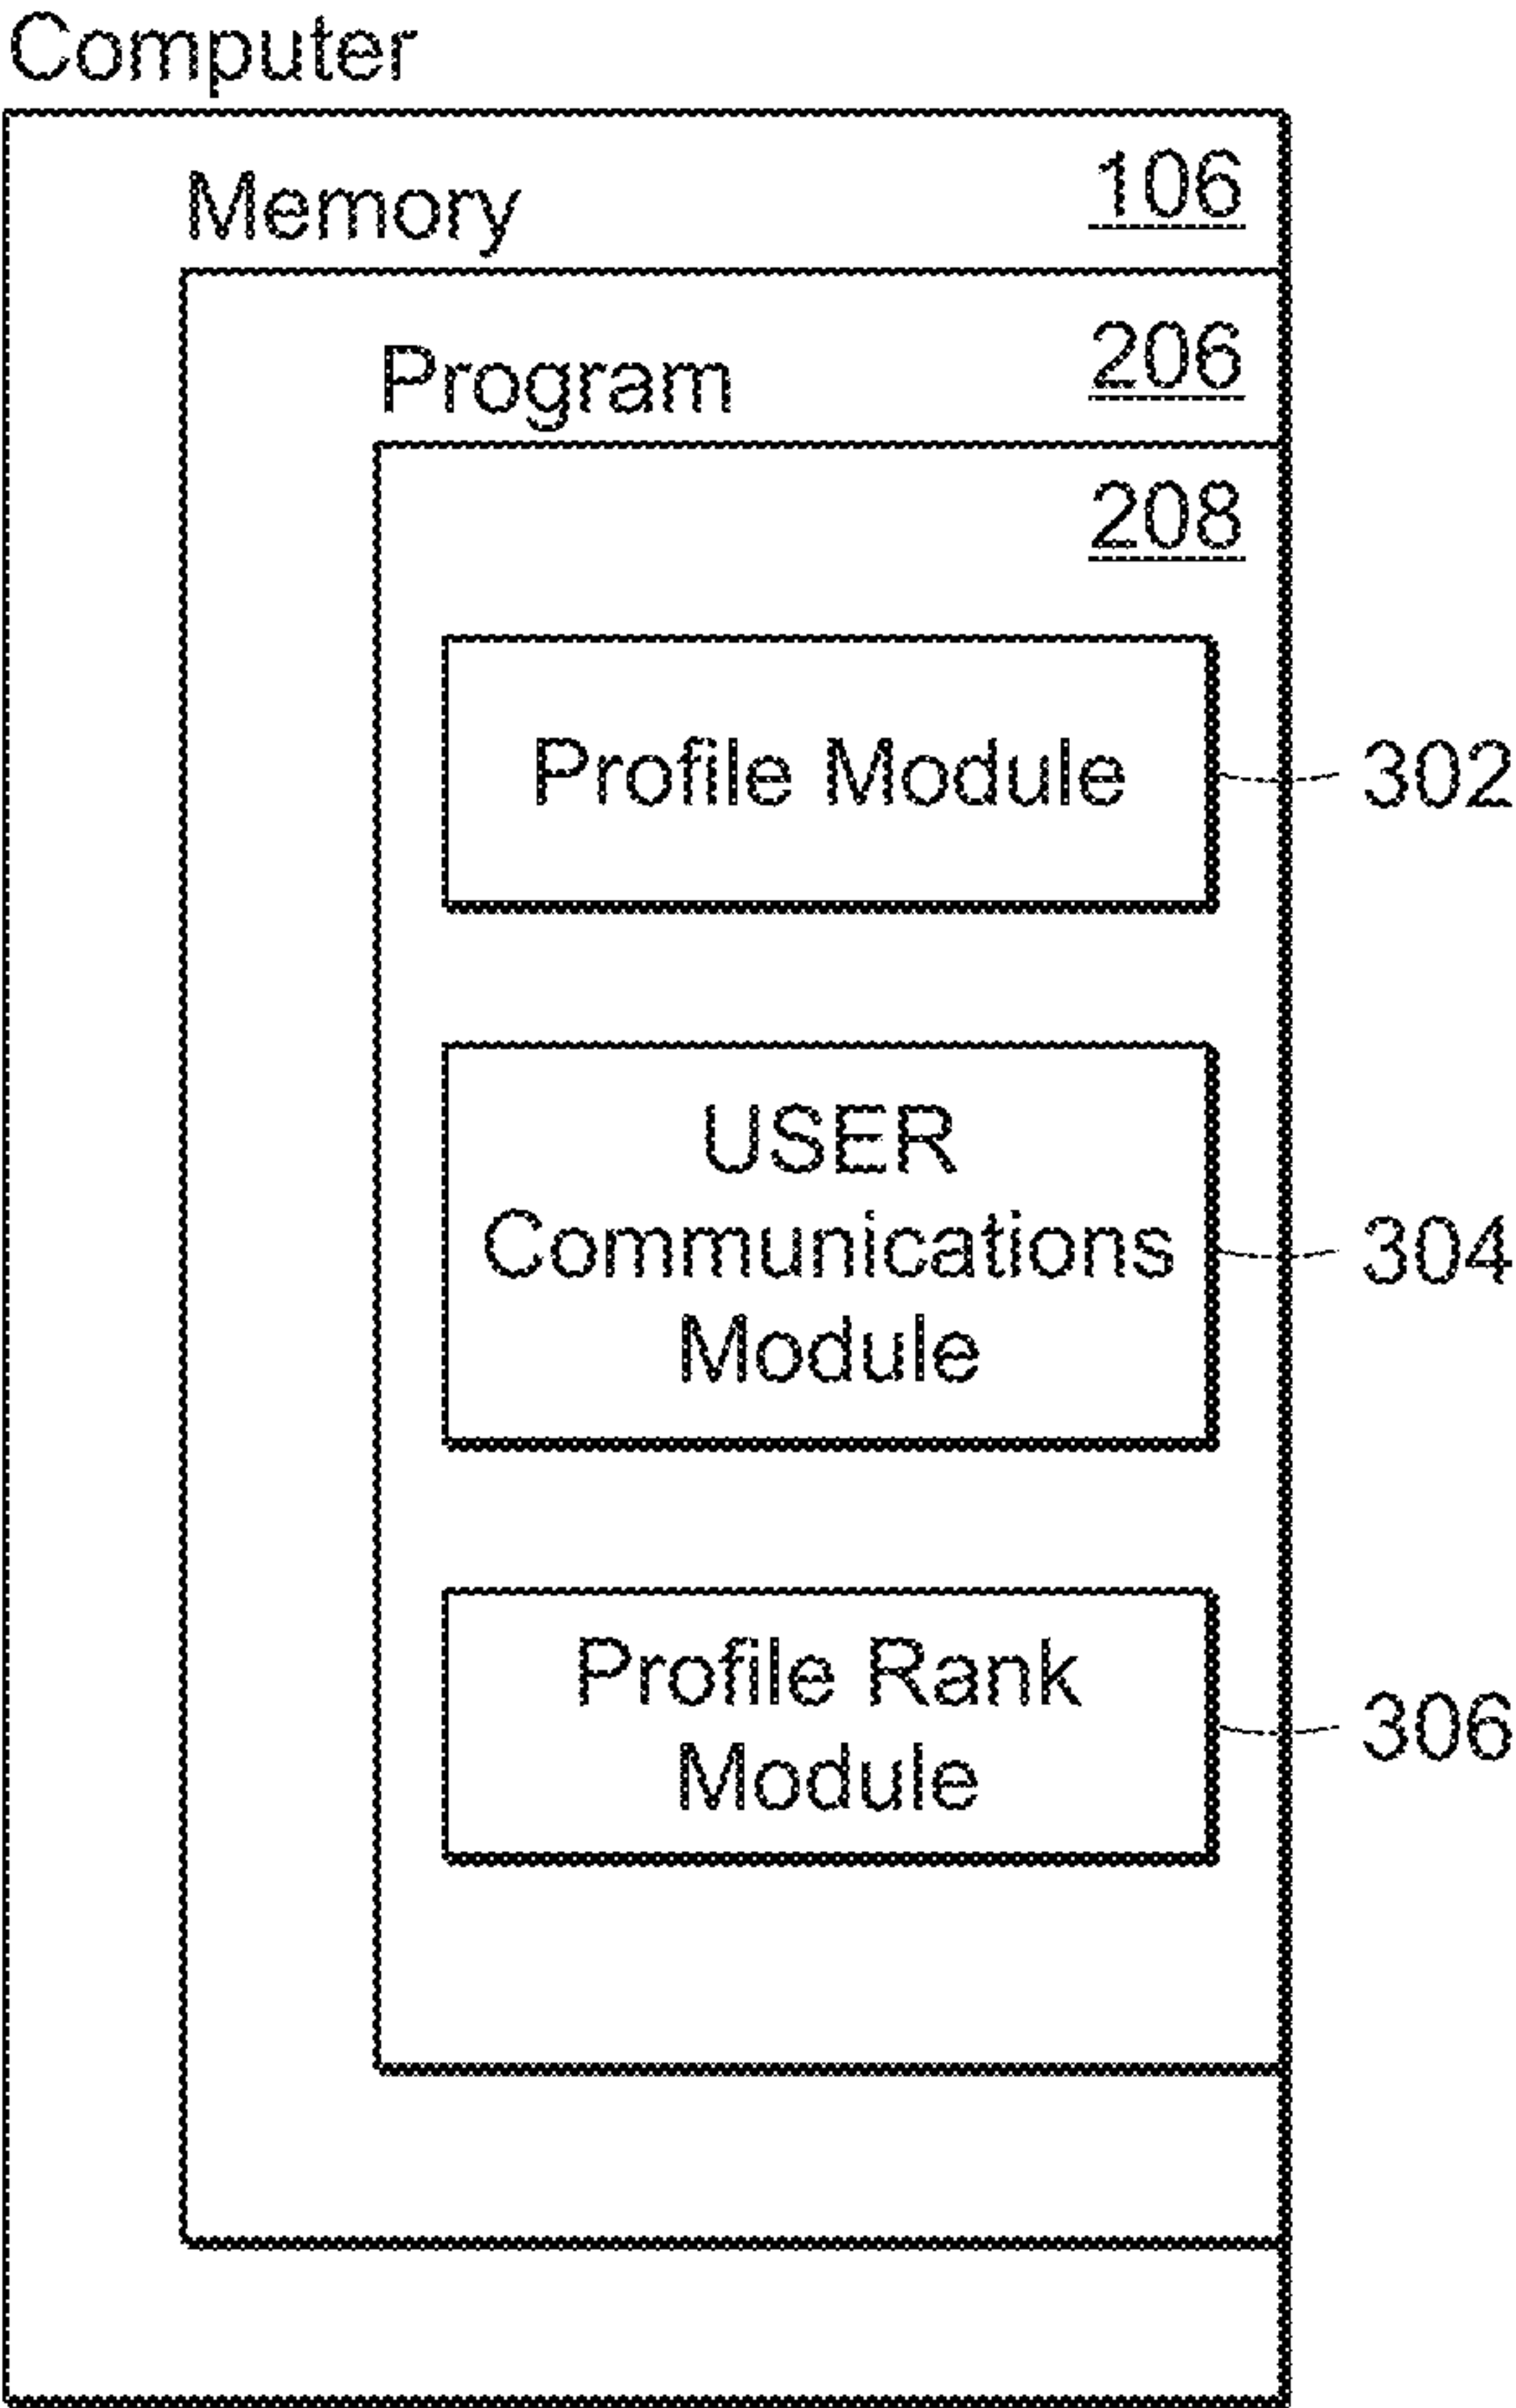 Computer
106
Memory
206
Program
208
Profile Module
302
USER
Communications
Module
304
Profile Rank
Module
306